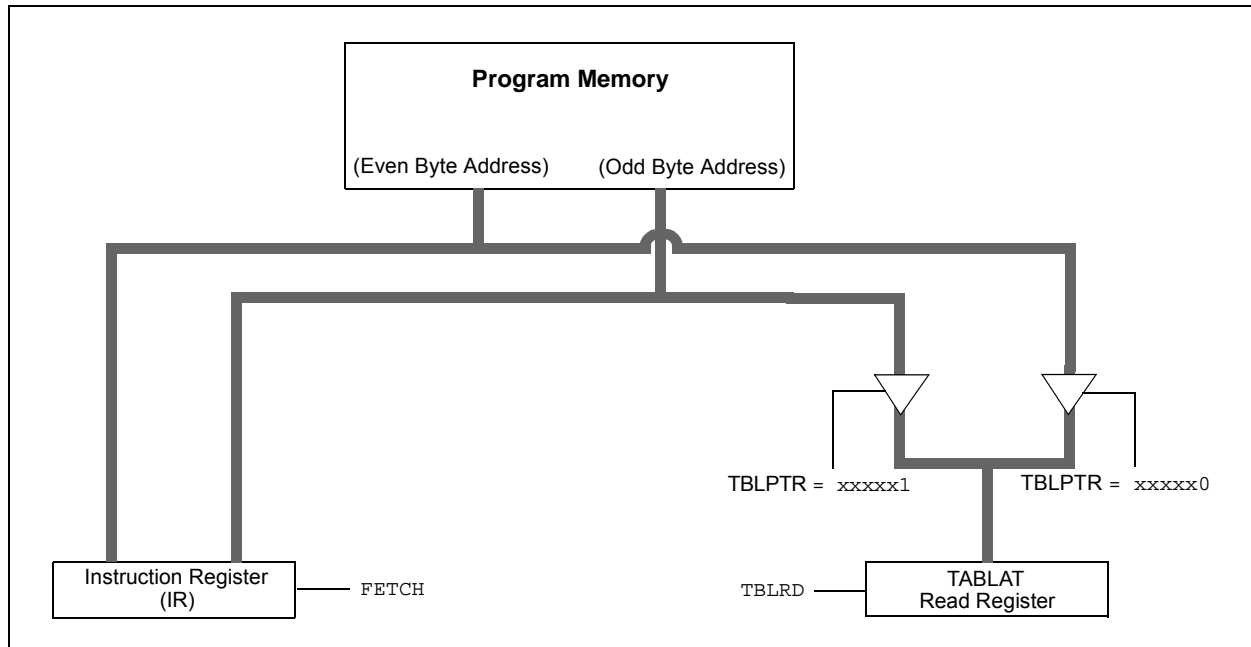 Program Memory
(Even Byte Address)
(Odd Byte Address)
TBLPTR = xxxxx1
TBLPTR = xxxxx0
Instruction Register
(IR)
FETCH
TBLRD
TABLAT
Read Register